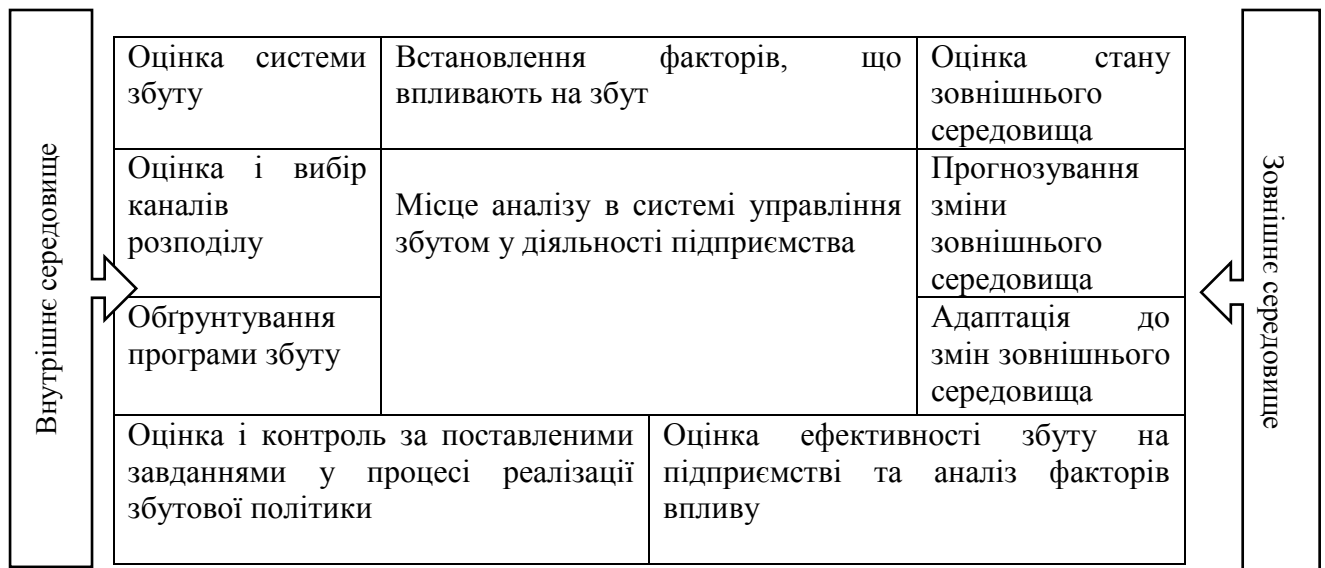 Внутрішнє середовище
Оцінка системи
збуту
Встановлення факторів, що
впливають на збут
Оцінка стану
зовнішнього
середовища
Оцінка і вибір
каналів
розподілу
Місце аналізу в системі управління
збутом у діяльності підприємства
Прогнозування
зміни
зовнішнього
середовища
Обґрунтування
програми збуту
Адаптація до
змін зовнішнього
середовища
Оцінка і контроль за поставленими
завданнями у процесі реалізації
збутової політики
Оцінка ефективності збуту на
підприємстві та аналіз факторів
впливу
Зовнішнє середовище